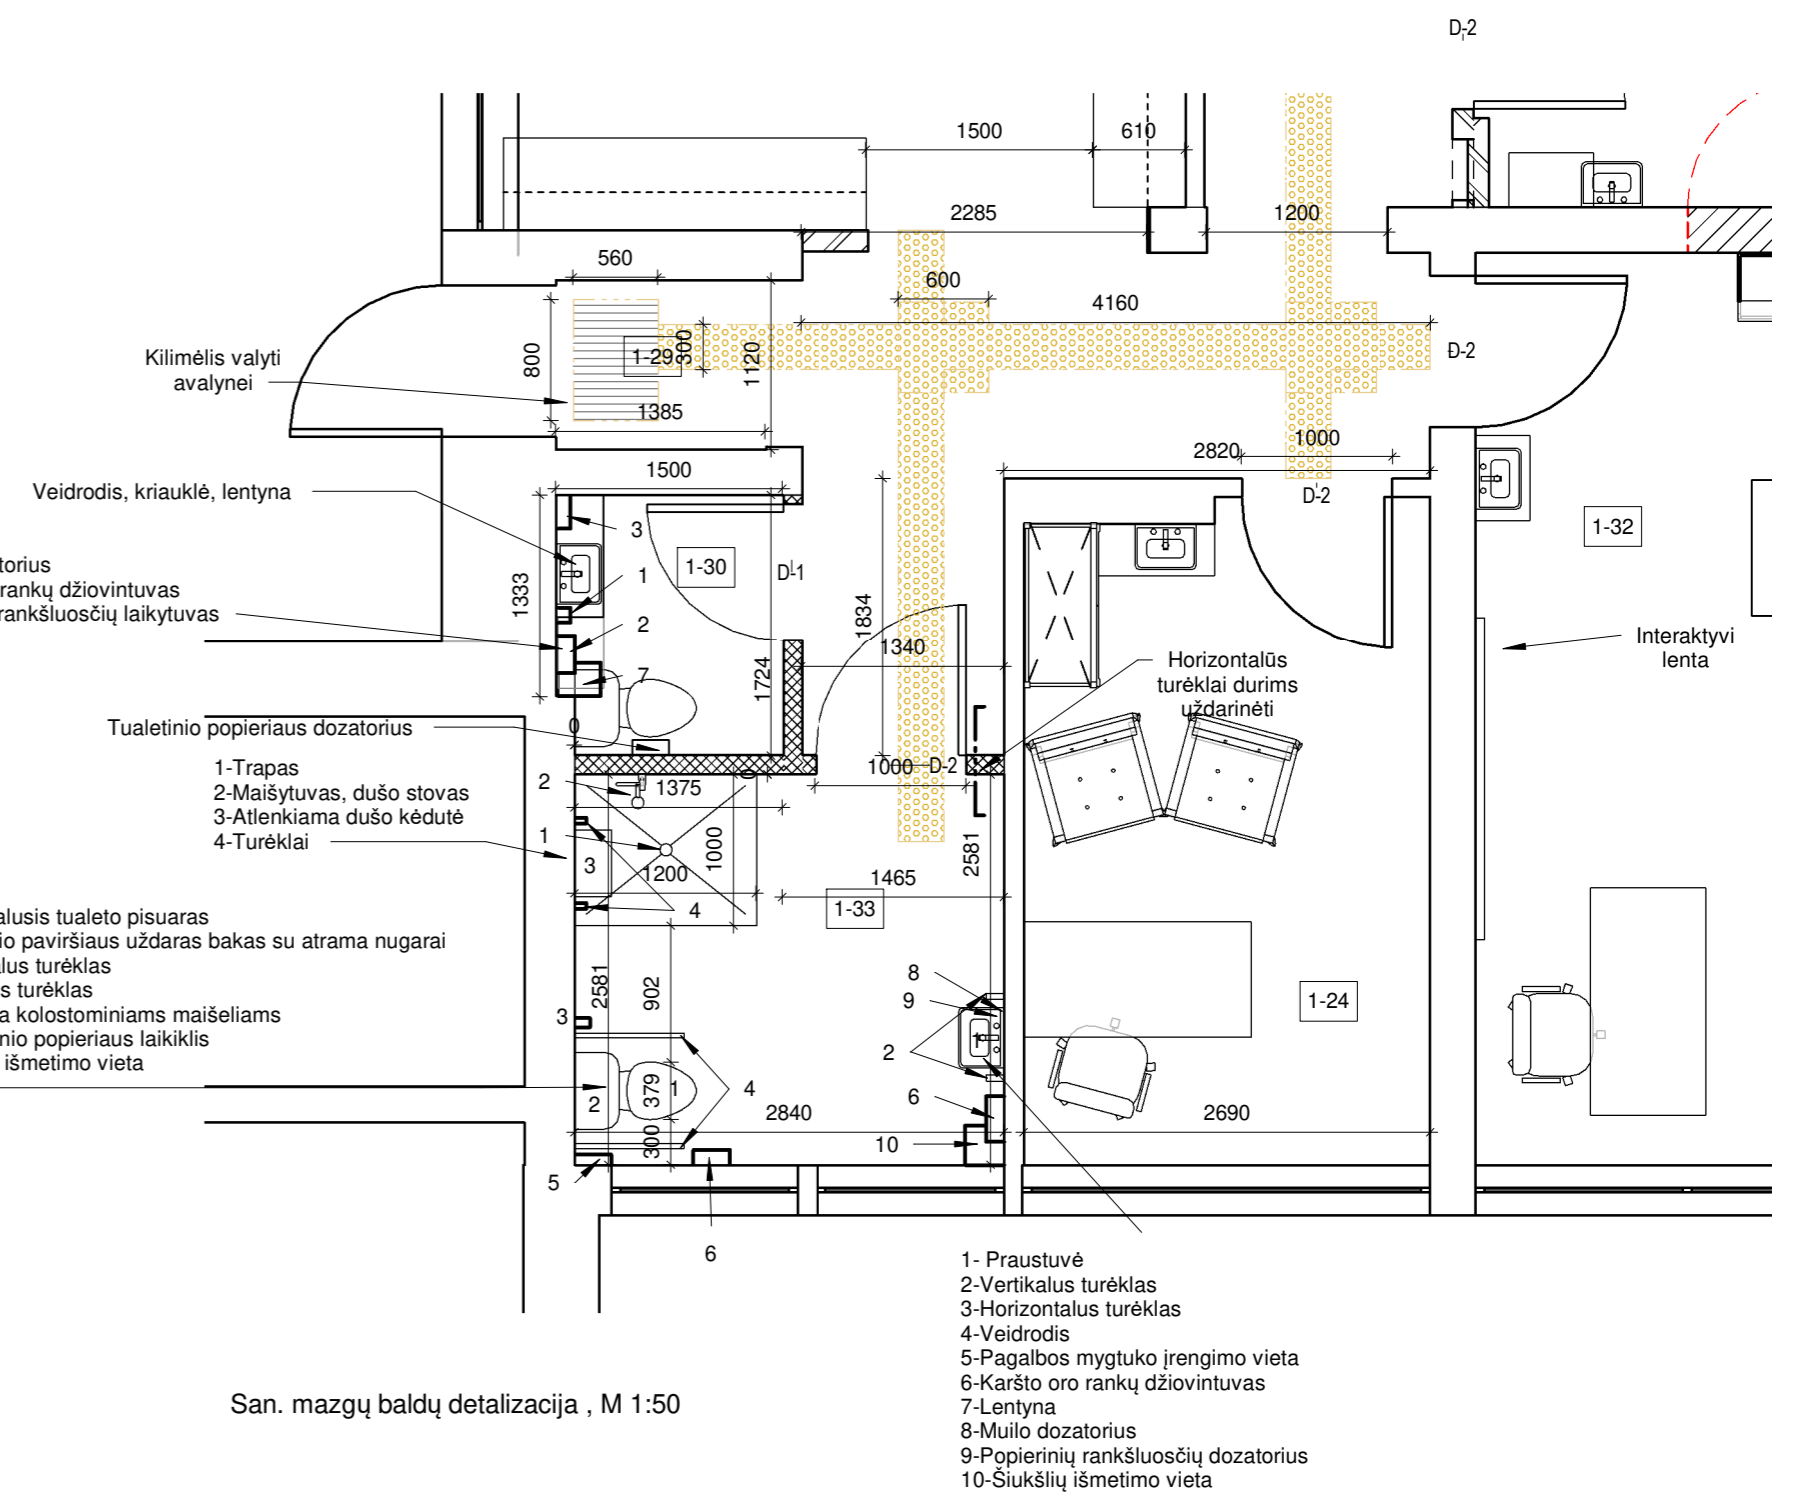 D-2
1500
610
2285
1200
560
600
4160
800
1-29
300
1120
D-2
Kilimėlis valyti
avalynei
1385
1000
2820
1500
D-2
Veidrodis, kriauklė, lentyna
3
1-32
1-30
D-1
1
torius
rankų džiovintuvas
rankšluosčių laikytuvas
1333
2
1834
1340
Interaktyvi
lenta
Horizontalūs
turėklai durims
uždarinėti
7
1724
0
Tualetinio popieriaus dozatorius
1000
D-2
0
1-Trapas
2-Maišytuvas, dušo stovas
3-Atlenkiama dušo kėdutė
4-Turėklai
2
1375
1
1000
3
1200
2581
1465
4
1-33
alusis tualeto pisuaras
io paviršiaus uždaras bakas su atrama nugarai
alus turėklas
s turėklas
a kolostominiams maišeliams
nio popieriaus laikiklis
išmetimo vieta
2581
902
8
9
1-24
3
1
2
379
1
4
2
6
2840
2690
300
10
5
6
1- Praustuvė
2-Vertikalus turėklas
3-Horizontalus turėklas
4-Veidrodis
5-Pagalbos mygtuko įrengimo vieta
6-Karšto oro rankų džiovintuvas
7-Lentyna
8-Muilo dozatorius
9-Popierinių rankšluosčių dozatorius
10-Šiukšlių išmetimo vieta
San. mazgų baldų detalizacija , M 1:50